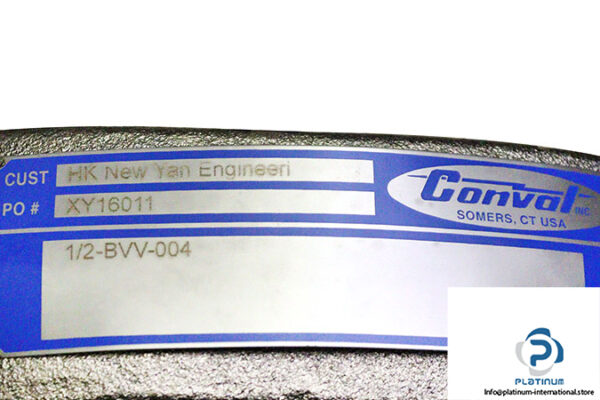 CUST HK New Yan Engineeri
Conval INC
PO # XY16011
SOMERS, CT USA
1/2-BVV-004
PLATINUM
Info@platinum-international.store